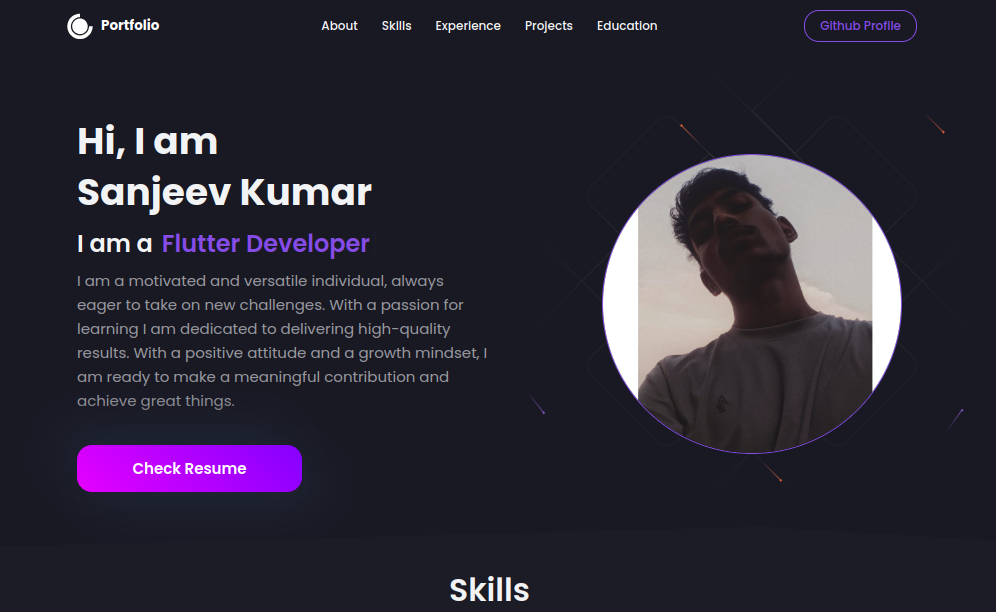 Portfolio
About Skills Experience Projects Education
Github Profile
Hi, I am
Sanjeev Kumar
I am a Flutter Developer
I am a motivated and versatile individual, always
eager to take on new challenges. With a passion for
learning I am dedicated to delivering high-quality
results. With a positive attitude and a growth mindset, I
am ready to make a meaningful contribution and
achieve great things.
Check Resume
Skills